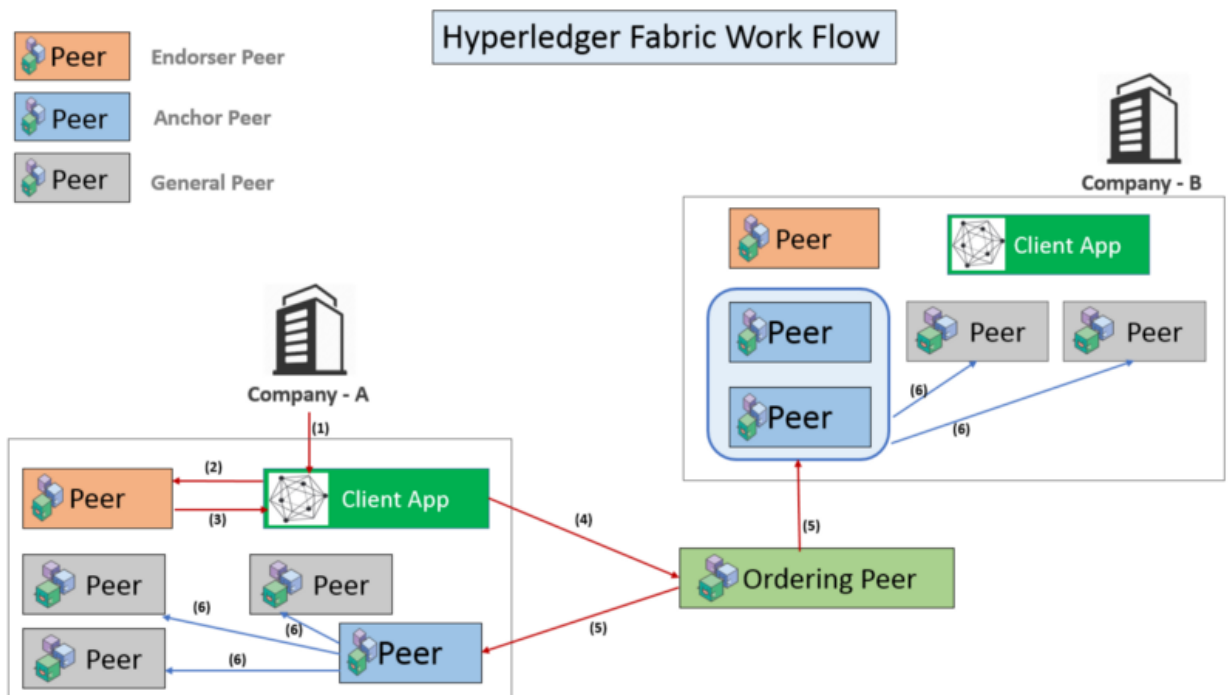 Hyperledger Fabric Work Flow
Peer Endorser Peer
Peer Anchor Peer
Peer General Peer
Company - B
Peer
Client App
Peer
Peer
Peer
Peer
(6)
(6)
Company - A
(1)
(2)
Peer
Client App
(3)
(4)
(5)
Ordering Peer
Peer
Peer
(6)
(6)
(5)
Peer
Peer
(6)